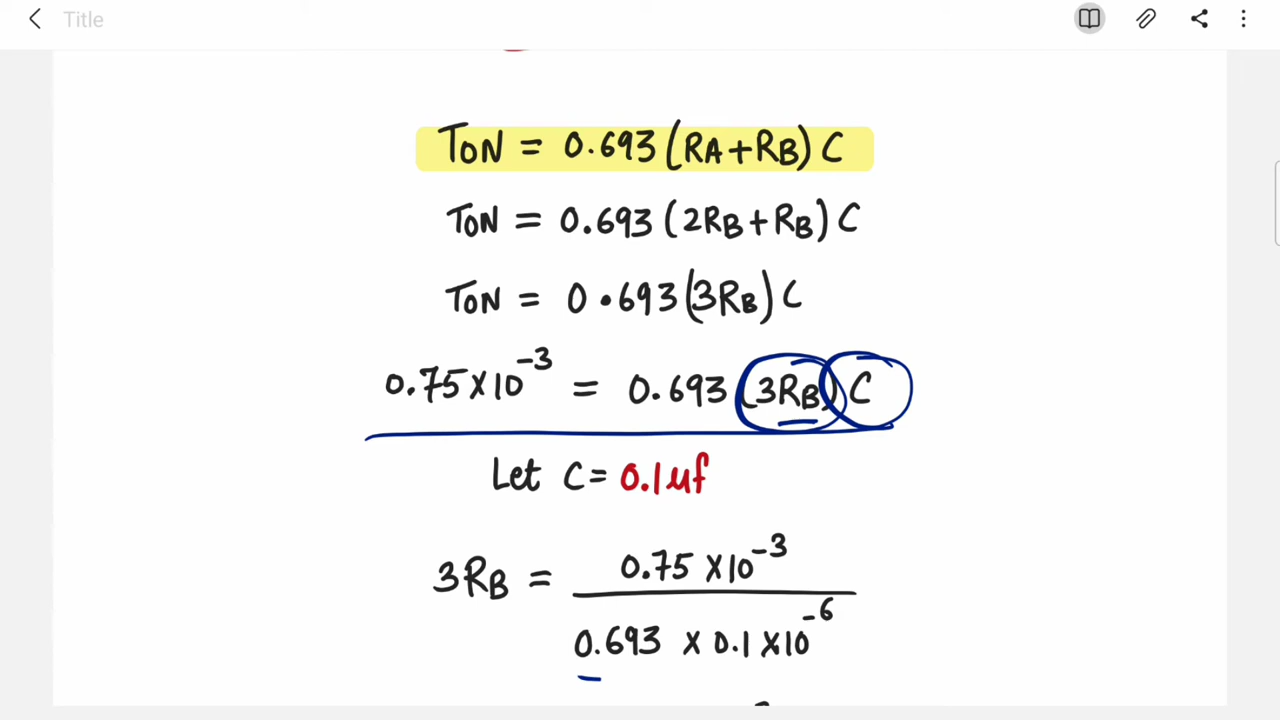 Title
TON = 0.693 (RA+RB) C
TON = 0.693 (2RB+RB) C
TON = 0.693 (3RB) C
0.75×10⁻³ = 0.693 (3RB) C
Let C= 0.1µf
3RB = 0.75 ×10⁻³
0.693 × 0.1 ×10⁻⁶